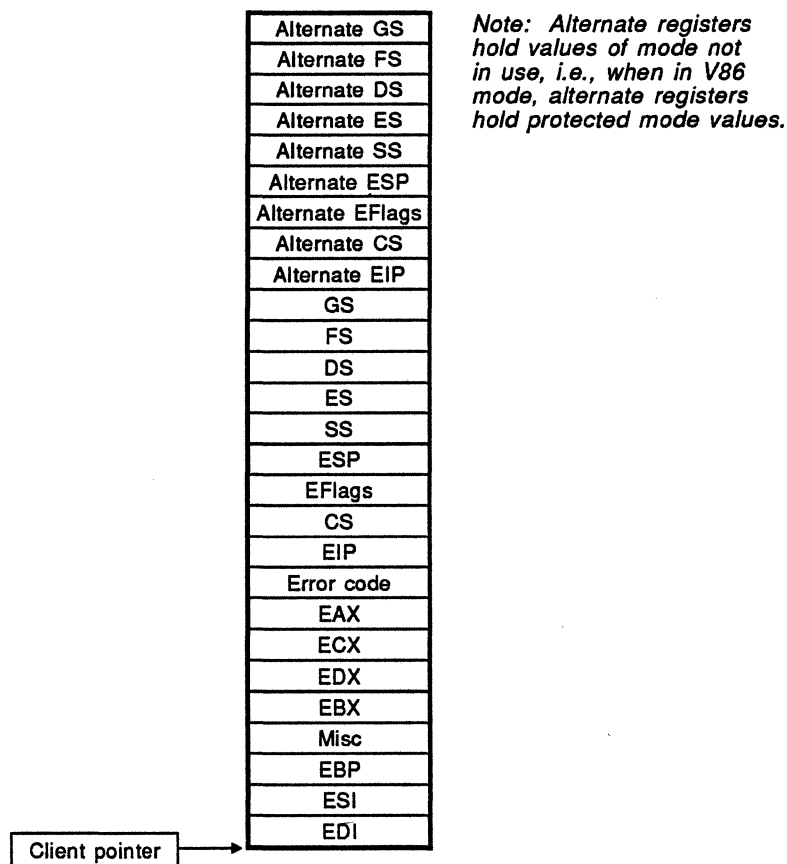 Alternate GS
Alternate FS
Alternate DS
Alternate ES
Alternate SS
Alternate ESP
Alternate EFlags
Alternate CS
Alternate EIP
GS
FS
DS
ES
SS
ESP
EFlags
CS
EIP
Error code
EAX
ECX
EDX
EBX
Misc
EBP
ESI
EDI
Client pointer
Note: Alternate registers
hold values of mode not
in use, i.e., when in V86
mode, alternate registers
hold protected mode values.